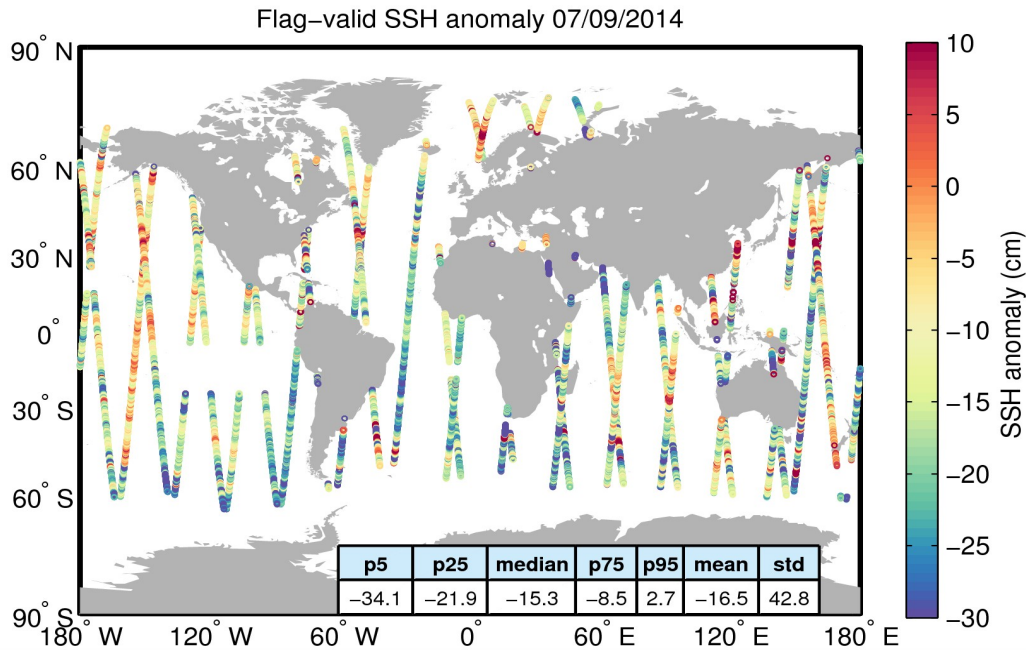 Flag−valid SSH anomaly 07/09/2014
90° N
60° N
30° N
0°
30° S
60° S
90° S
180° W
120° W
60° W
0°
60° E
120° E
180° E
p5 p25 median p75 p95 mean std
−34.1 −21.9 −15.3 −8.5 2.7 −16.5 42.8
10
5
0
−5
−10
−15
−20
−25
−30
SSH anomaly (cm)